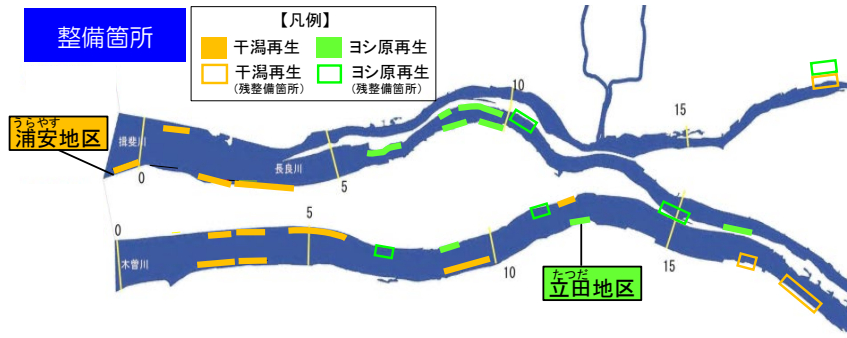 整備箇所
【凡例】
干潟再生
ヨシ原再生
干潟再生
(残整備箇所)
ヨシ原再生
(残整備箇所)
10
15
うらやす
浦安地区
揖斐川
0
長良川
5
0
5
木曽川
10
15
たつだ
立田地区